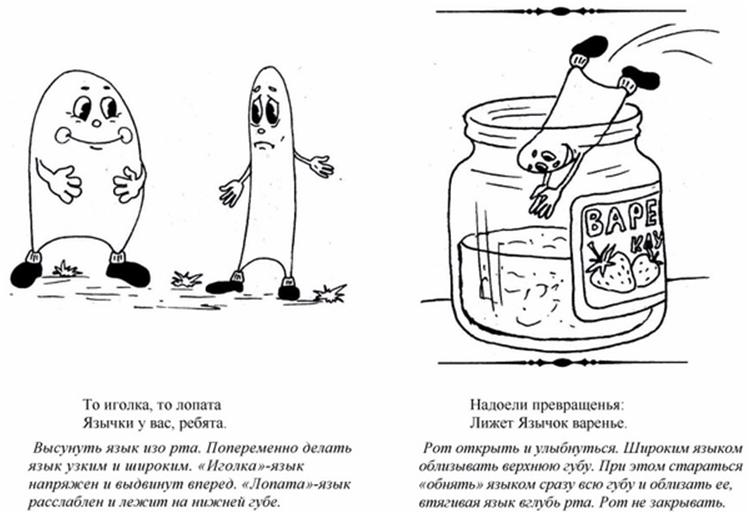 ВАРЕ
КЛУ
То иголка, то лопата
Язычки у вас, ребята.
Высунуть язык изо рта. Попеременно делать
язык узким и широким. «Иголка»-язык
напряжен и выдвинут вперед. «Лопата»-язык
расслаблен и лежит на нижней губе.
Надоели превращенья:
Лижет Язычок варенье.
Рот открыть и улыбнуться. Широким языком
облизывать верхнюю губу. При этом стараться
«обнять» языком сразу всю губу и облизать ее,
втягивая язык вглубь рта. Рот не закрывать.